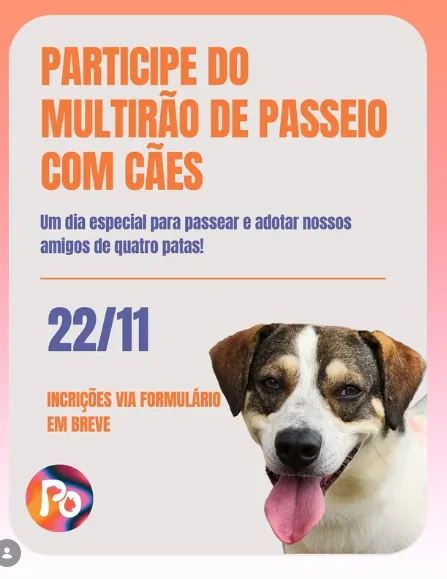 PARTICIPE DO
MULTIRÃO DE PASSEIO
COM CÃES
Um dia especial para passear e adotar nossos
amigos de quatro patas!
22/11
INCRIÇÕES VIA FORMULÁRIO
EM BREVE
Po